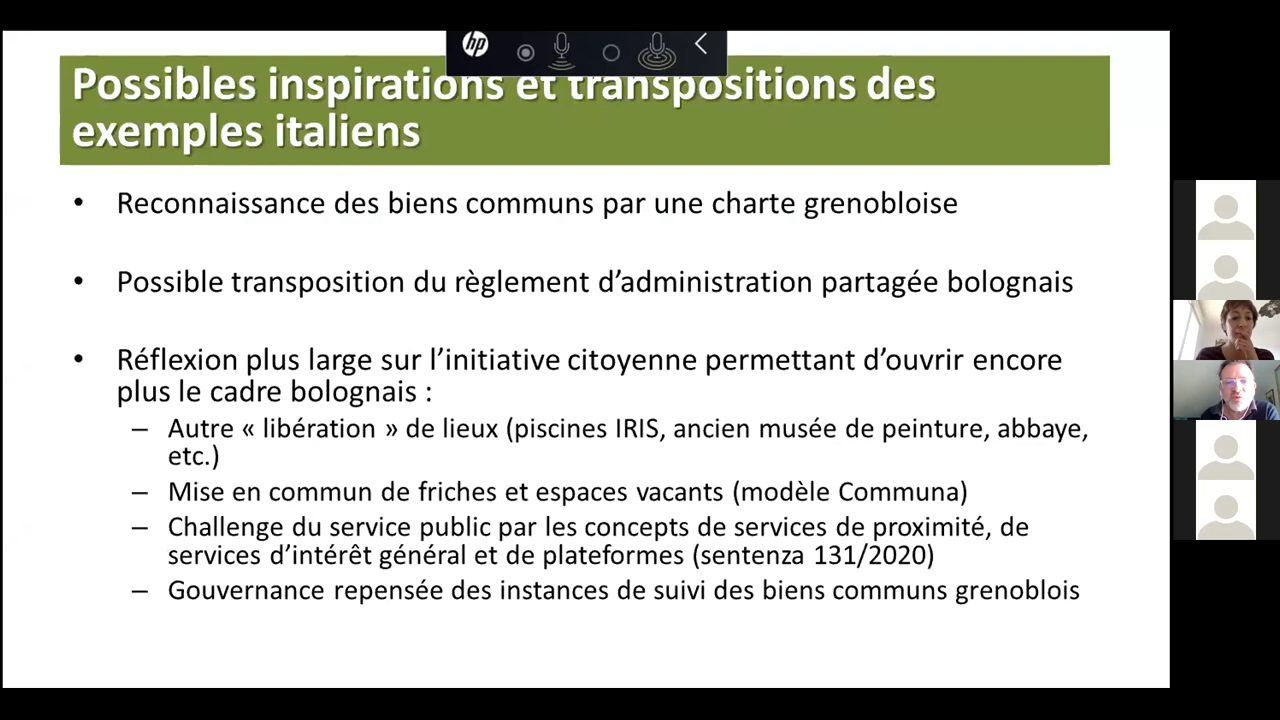 hp
Possibles inspirations et transpositions des
exemples italiens
• Reconnaissance des biens communs par une charte grenobloise
• Possible transposition du règlement d’administration partagée bolognais
• Réflexion plus large sur l’initiative citoyenne permettant d’ouvrir encore
plus le cadre bolognais :
– Autre « libération » de lieux (piscines IRIS, ancien musée de peinture, abbaye,
etc.)
– Mise en commun de friches et espaces vacants (modèle Communa)
– Challenge du service public par les concepts de services de proximité, de
services d’intérêt général et de plateformes (sentenza 131/2020)
– Gouvernance repensée des instances de suivi des biens communs grenoblois